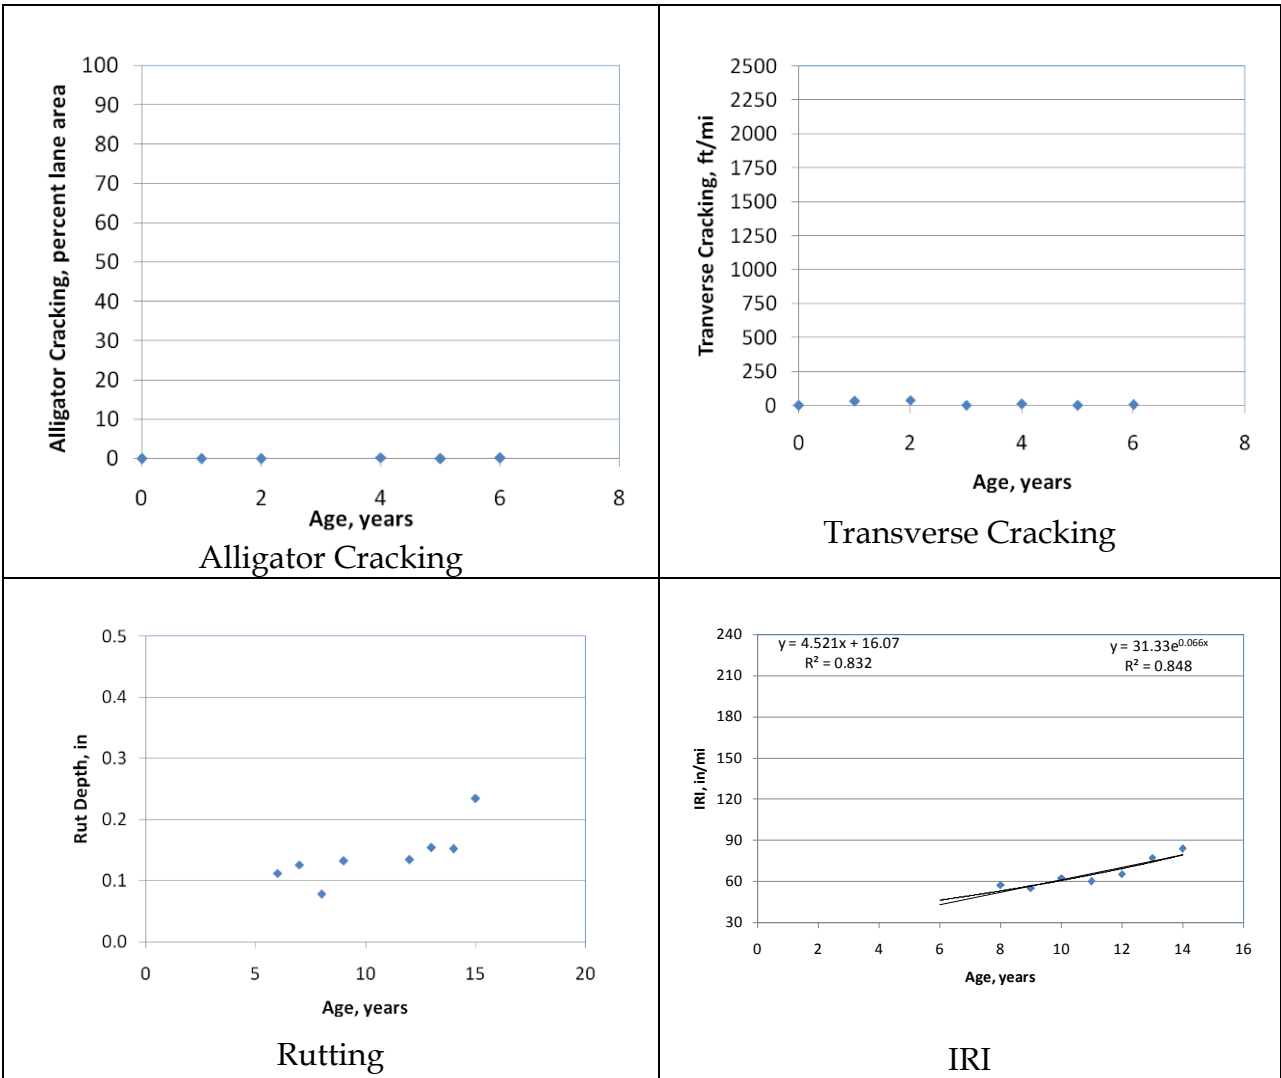 Alligator Cracking, percent lane area
100
90
80
70
60
50
40
30
20
10
0
0 2 4 6 8
Age, years
Alligator Cracking
Tranverse Cracking, ft/mi
2500
2250
2000
1750
1500
1250
1000
750
500
250
0
0 2 4 6 8
Age, years
Transverse Cracking
Rut Depth, in
0.5
0.4
0.3
0.2
0.1
0.0
0 5 10 15 20
Age, years
Rutting
IRI, in/mi
240
210
180
150
120
90
60
30
y = 4.521x + 16.07
R² = 0.832
y = 31.33e^0.066x
R² = 0.848
0 2 4 6 8 10 12 14 16
Age, years
IRI